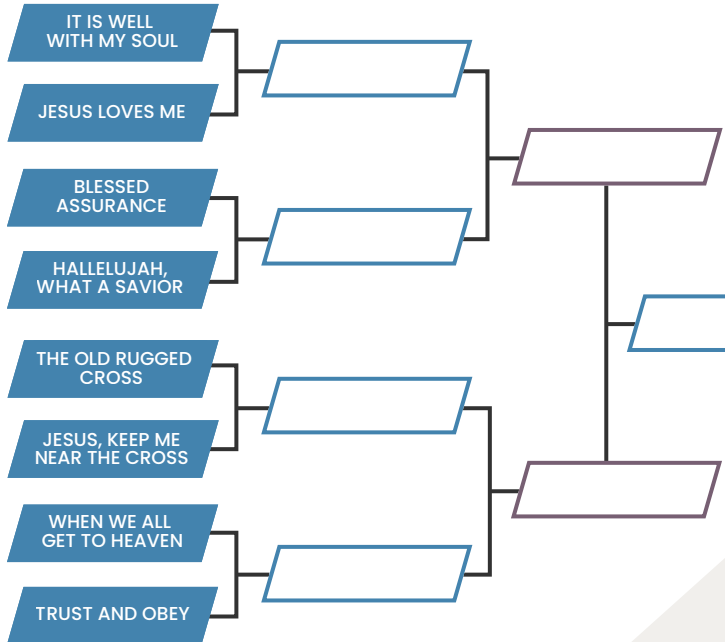 IT IS WELL
WITH MY SOUL
JESUS LOVES ME
BLESSED
ASSURANCE
HALLELUJAH,
WHAT A SAVIOR
THE OLD RUGGED
CROSS
JESUS, KEEP ME
NEAR THE CROSS
WHEN WE ALL
GET TO HEAVEN
TRUST AND OBEY